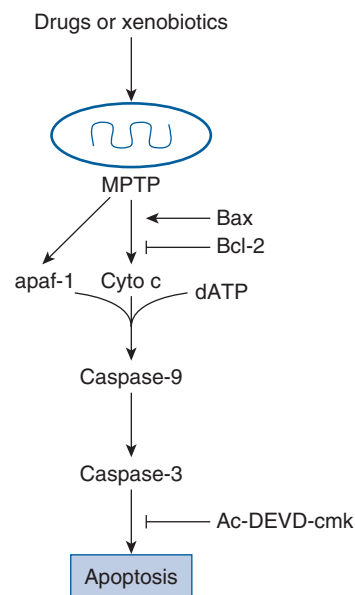 Drugs or xenobiotics
MPTP
Bax
Bcl-2
apaf-1
Cyto c
dATP
Caspase-9
Caspase-3
Ac-DEVD-cmk
Apoptosis